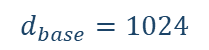 d_base = 1024